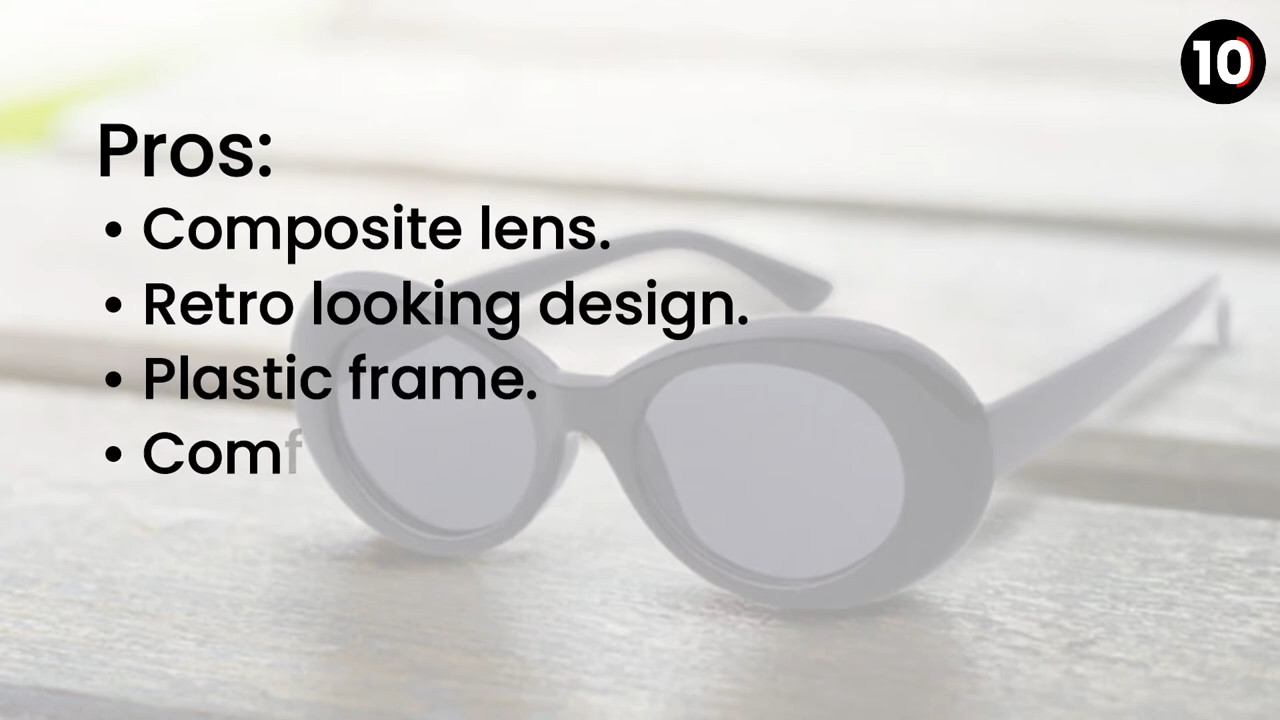 10
Pros:
• Composite lens.
• Retro looking design.
• Plastic frame.
• Comf